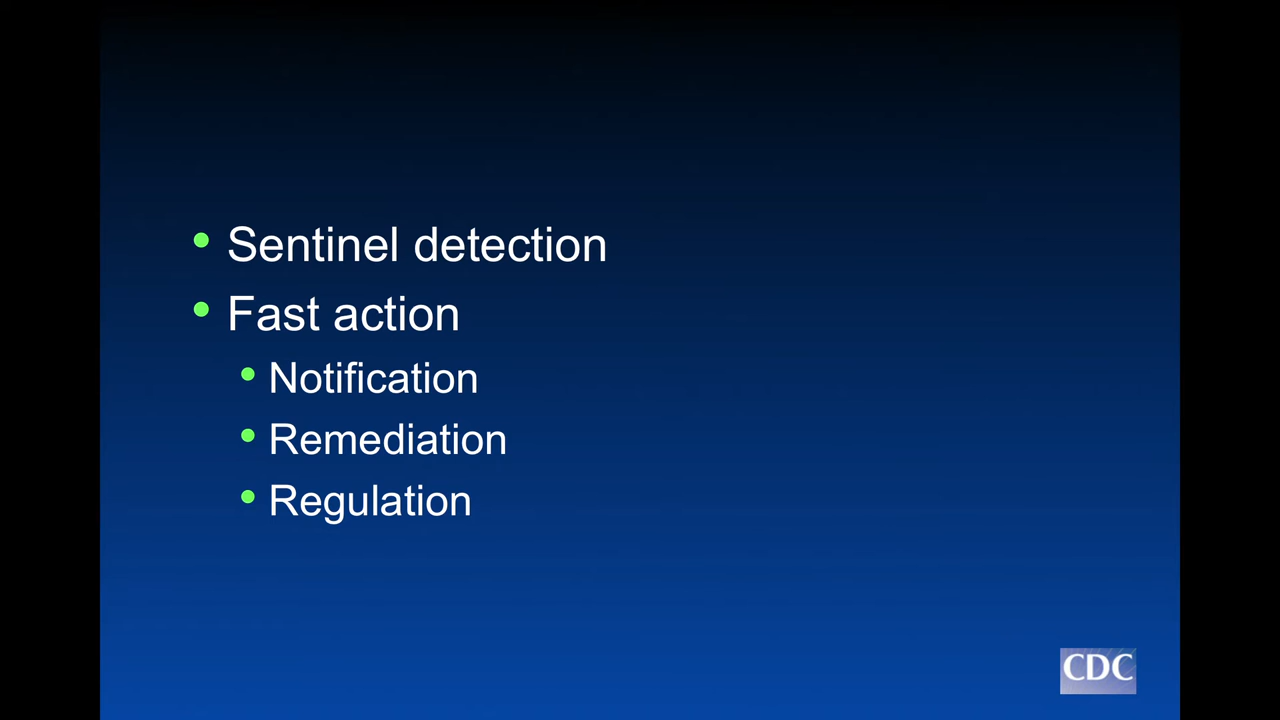 Sentinel detection
Fast action
Notification
Remediation
Regulation
CDC